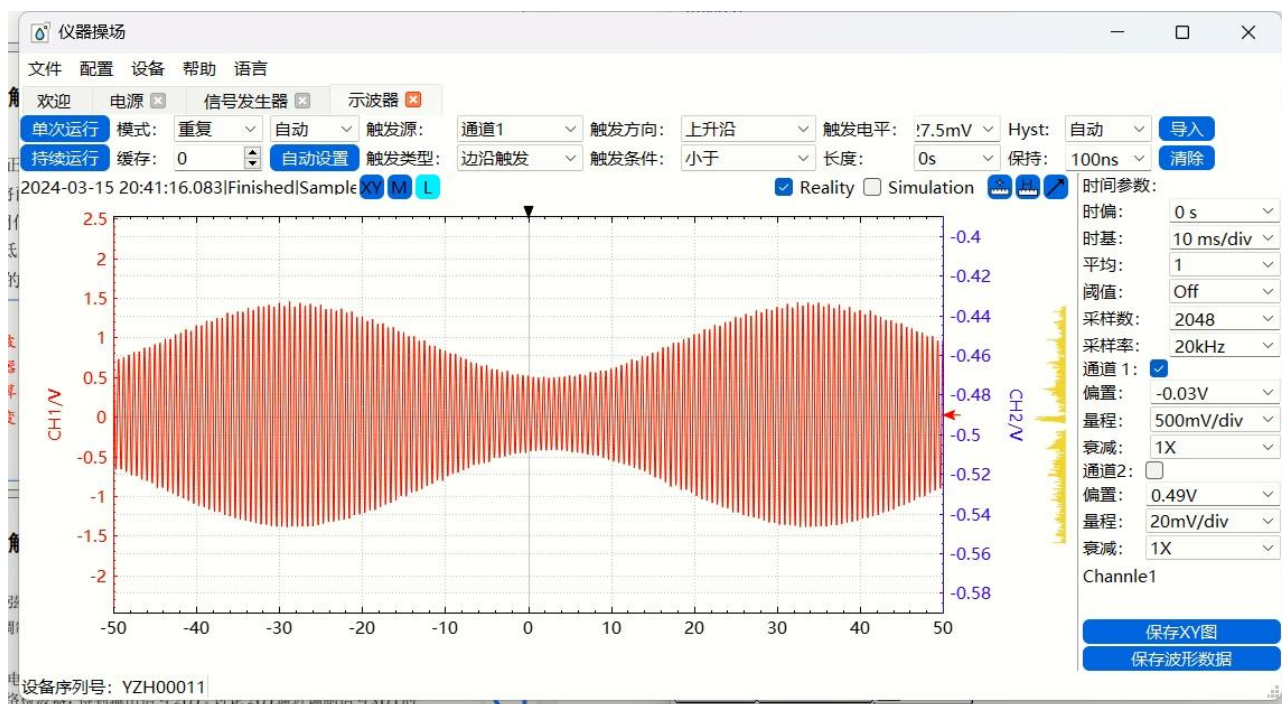 仪器操场
文件 配置 设备 帮助 语言
欢迎 电源 信号发生器 示波器
单次运行 模式: 重复 自动 触发源: 通道1 触发方向: 上升沿 触发电平: 27.5mV Hyst: 自动 导入
持续运行 缓存: 0 自动设置 触发类型: 边沿触发 触发条件: 小于 长度: 0s 保持: 100ns 清除
2024-03-15 20:41:16.083|Finished|Sample XY M L Reality Simulation 时间参数:
时偏: 0 s
时基: 10 ms/div
平均: 1
阈值: Off
采样数: 2048
采样率: 20kHz
通道 1:
偏置: -0.03V
量程: 500mV/div
衰减: 1X
通道2:
偏置: 0.49V
量程: 20mV/div
衰减: 1X
Channle1
保存XY图
保存波形数据
CH1/V
2.5
2
1.5
1
0.5
0
-0.5
-1
-1.5
-2
-50 -40 -30 -20 -10 0 10 20 30 40 50
-0.4
-0.42
-0.44
-0.46
-0.48
-0.5
-0.52
-0.54
-0.56
-0.58
CH2/V
设备序列号: YZH00011